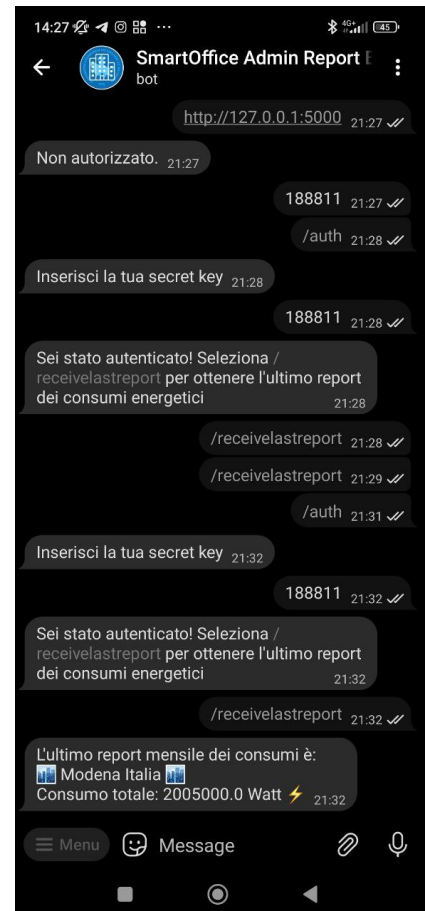 14:27 ··· 4G+ 45
SmartOffice Admin Report
bot
http://127.0.0.1:5000 21:27
Non autorizzato. 21:27
188811 21:27
/auth 21:28
Inserisci la tua secret key 21:28
188811 21:28
Sei stato autenticato! Seleziona /
receivelastreport per ottenere l'ultimo report
dei consumi energetici
21:28
/receivelastreport 21:28
/receivelastreport 21:29
/auth 21:31
Inserisci la tua secret key 21:32
188811 21:32
Sei stato autenticato! Seleziona /
receivelastreport per ottenere l'ultimo report
dei consumi energetici
21:32
/receivelastreport 21:32
L'ultimo report mensile dei consumi è:
🏙️ Modena Italia 🏙️
Consumo totale: 2005000.0 Watt ⚡ 21:32
Menu Message